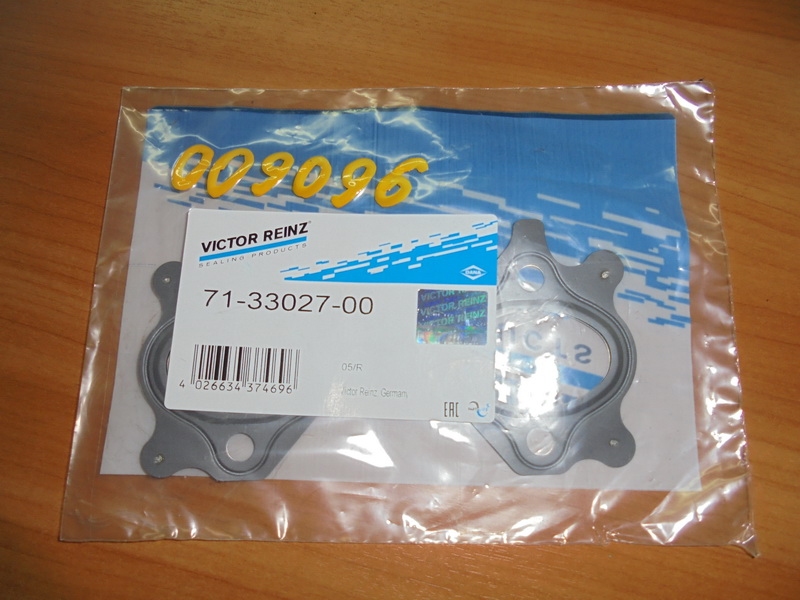 009096
VICTOR REINZ®
SEALING PRODUCTS
DANA
71-33027-00
VICTOR REINZ
VICTOR REINZ
05/R
4 026634 374696
Victor Reinz, Germany
EAC